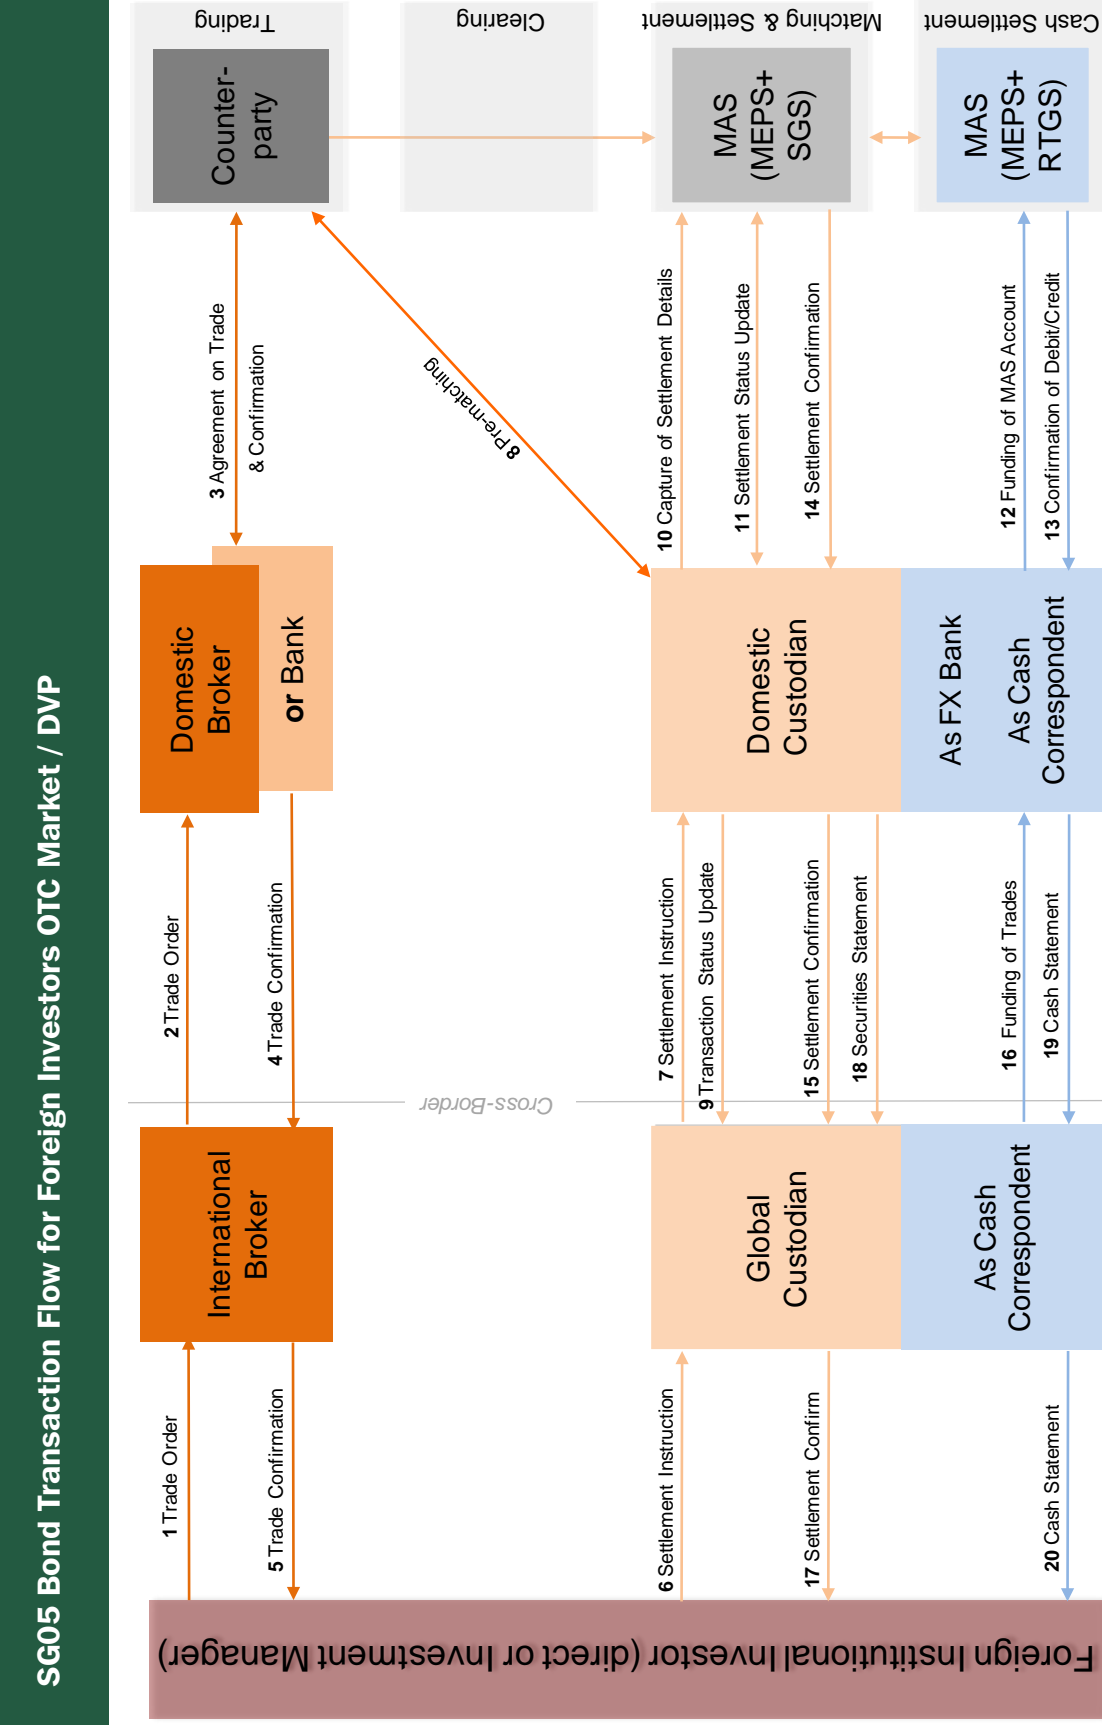 SG05 Bond Transaction Flow for Foreign Investors OTC Market / DVP
Foreign Institutional Investor (direct or Investment Manager)
1 Trade Order
5 Trade Confirmation
International
Broker
2 Trade Order
4 Trade Confirmation
Domestic
Broker
or Bank
3 Agreement on Trade
& Confirmation
Counter-
party
Trading
Clearing
8 Pre-matching
Cross-Border
6 Settlement Instruction
17 Settlement Confirm
Global
Custodian
7 Settlement Instruction
9 Transaction Status Update
15 Settlement Confirmation
18 Securities Statement
Domestic
Custodian
10 Capture of Settlement Details
11 Settlement Status Update
14 Settlement Confirmation
MAS
(MEPS+
SGS)
Matching & Settlement
20 Cash Statement
As Cash
Correspondent
16 Funding of Trades
19 Cash Statement
As FX Bank
As Cash
Correspondent
12 Funding of MAS Account
13 Confirmation of Debit/Credit
MAS
(MEPS+
RTGS)
Cash Settlement